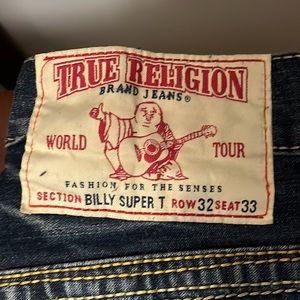 TRUE RELIGION
BRAND JEANS®
WORLD TOUR
FASHION FOR THE SENSES
SECTION BILLY SUPER T ROW 32 SEAT 33